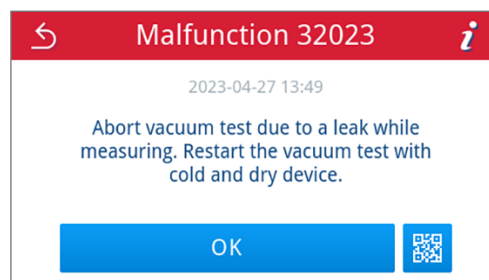 Malfunction 32023
i
2023-04-27 13:49
Abort vacuum test due to a leak while
measuring. Restart the vacuum test with
cold and dry device.
OK